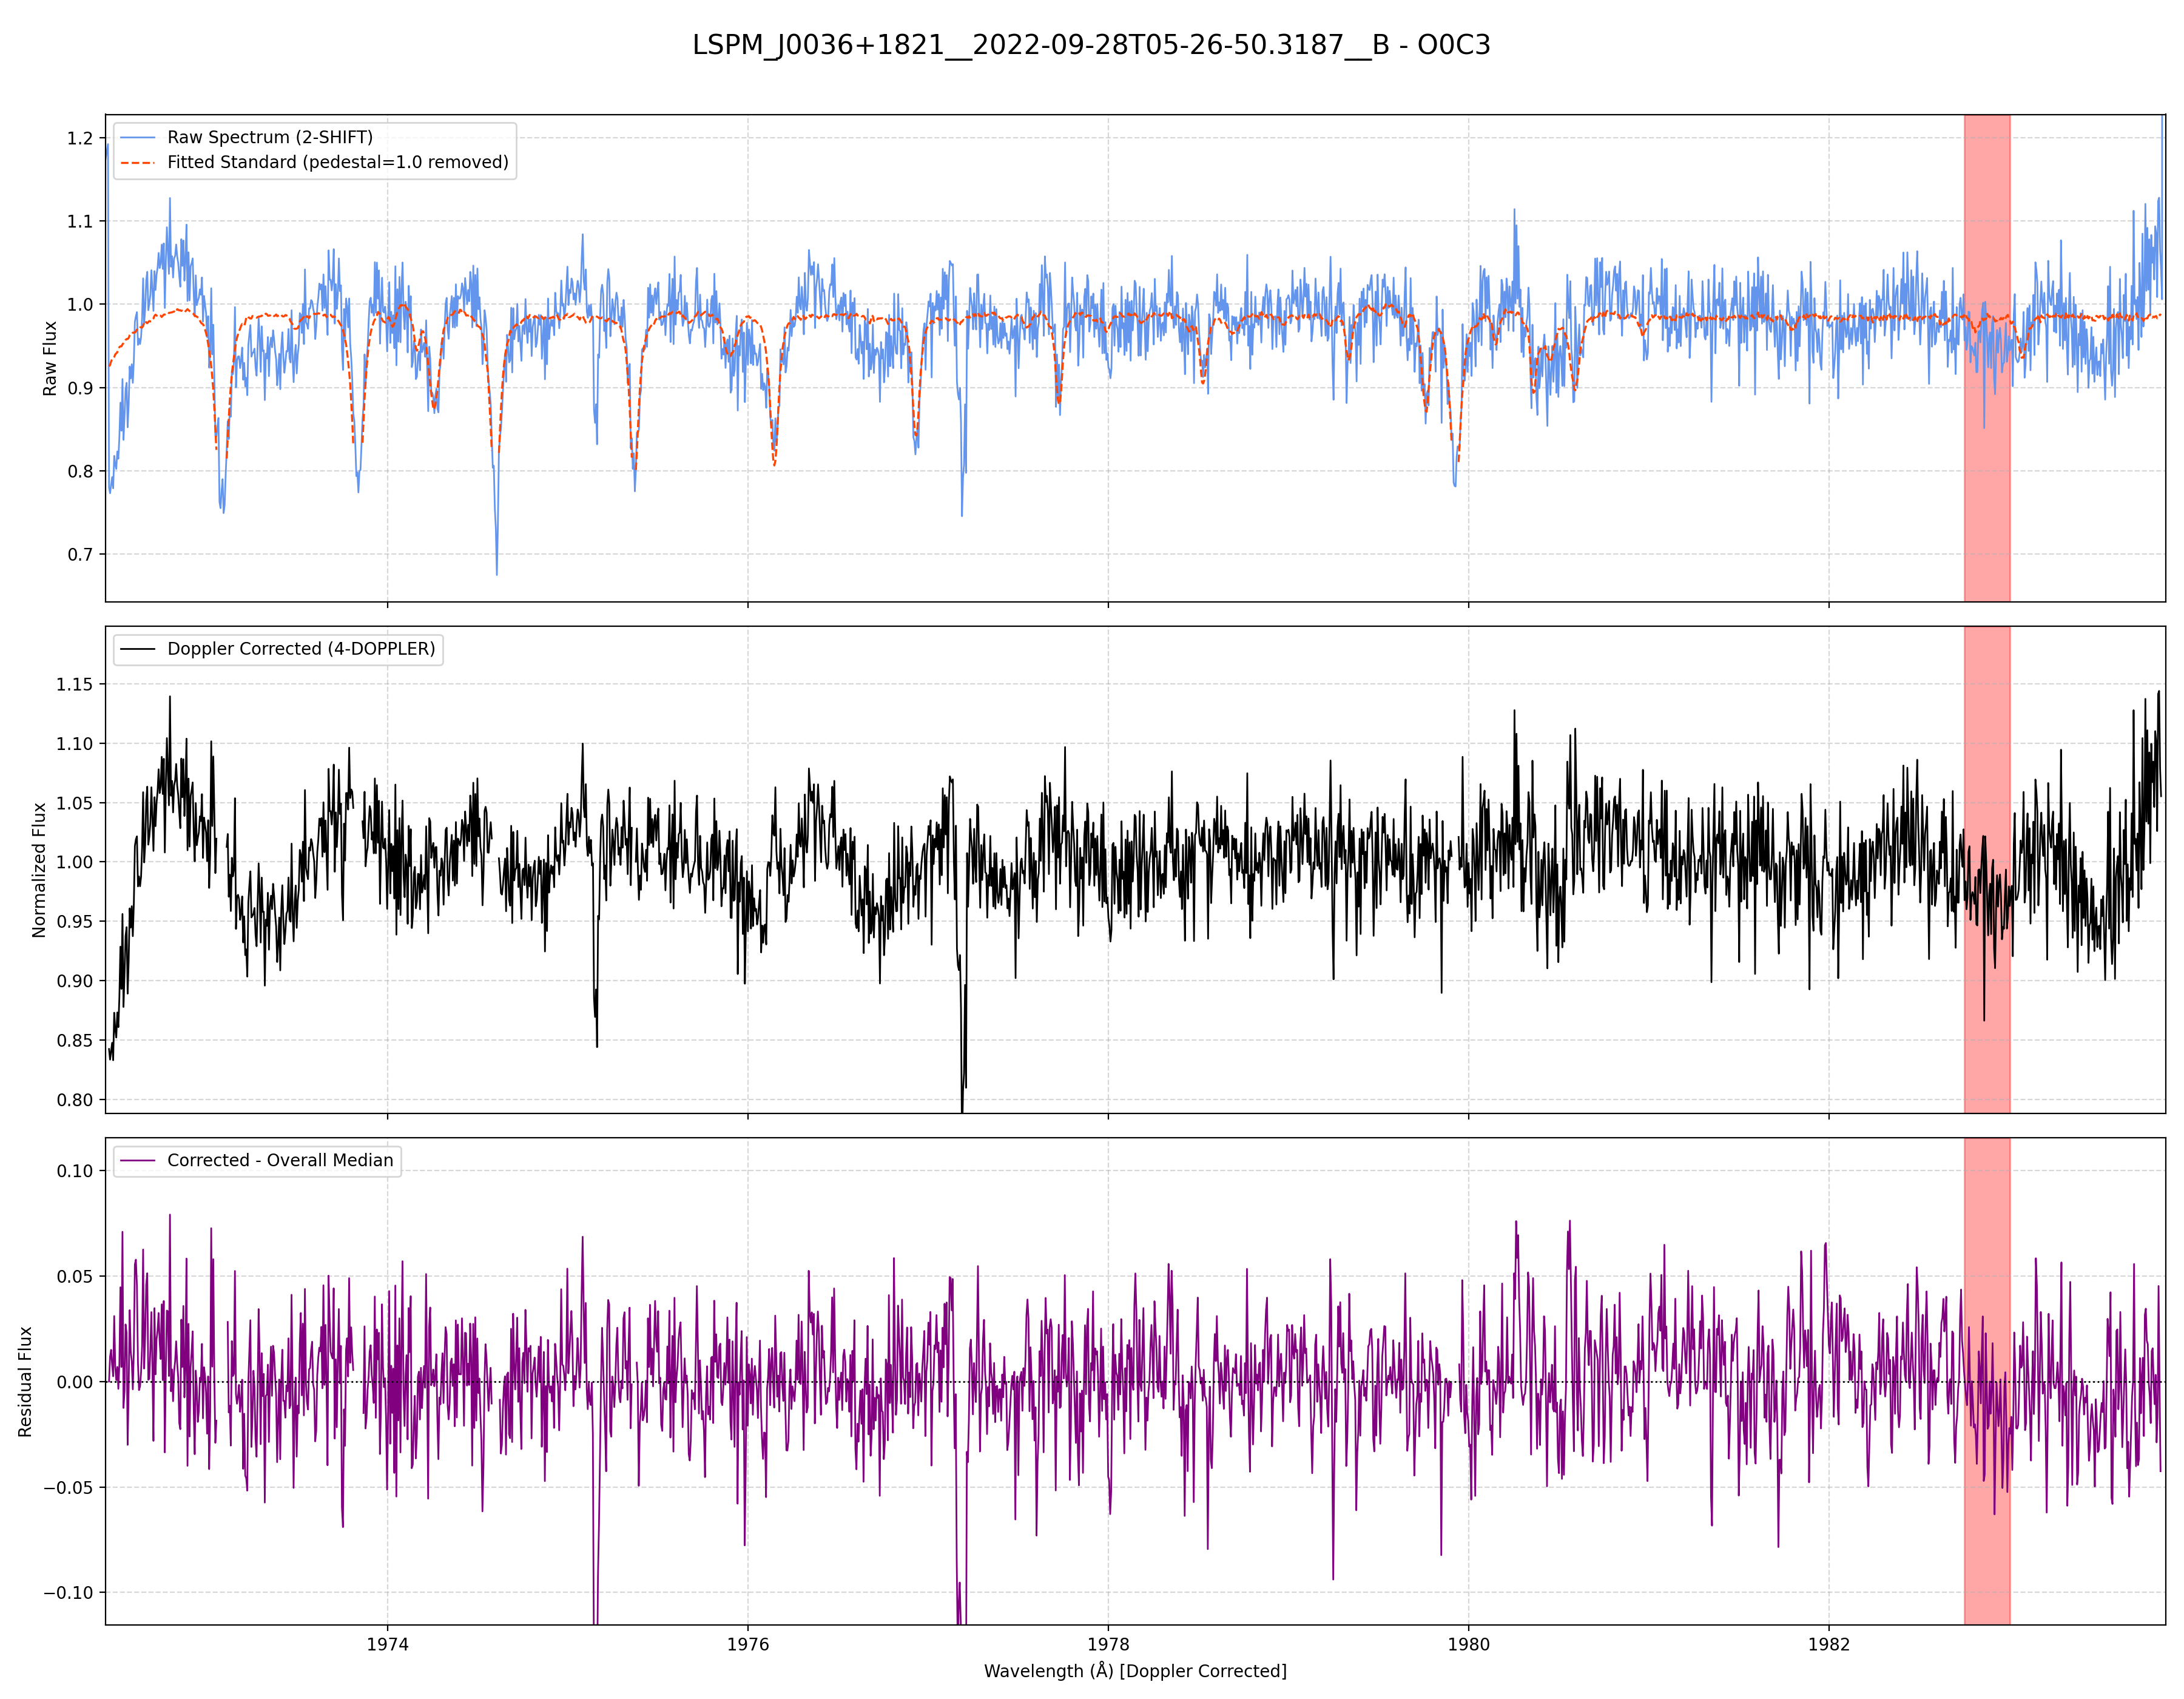 LSPM_J0036+1821__2022-09-28T05-26-50.3187__B - O0C3
Raw Spectrum (2-SHIFT)
Fitted Standard (pedestal=1.0 removed)
Raw Flux
1.2
1.1
1.0
0.9
0.8
0.7
Doppler Corrected (4-DOPPLER)
Normalized Flux
1.15
1.10
1.05
1.00
0.95
0.90
0.85
0.80
Corrected - Overall Median
Residual Flux
0.10
0.05
0.00
−0.05
−0.10
1974
1976
1978
1980
1982
Wavelength (Å) [Doppler Corrected]